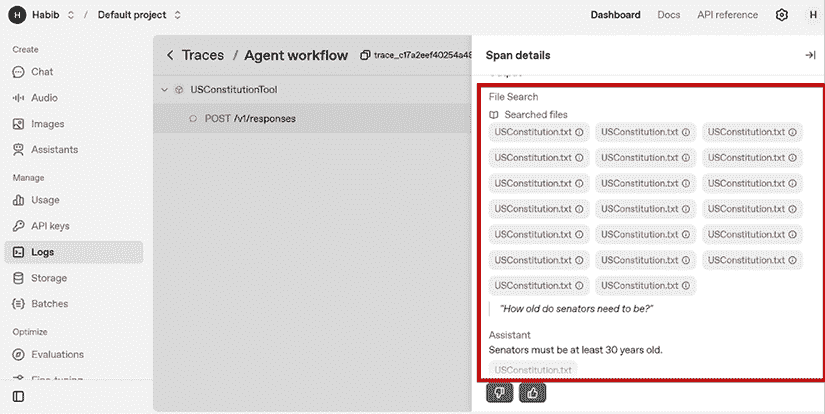 H Habib / Default project Dashboard Docs API reference H
Create
Chat
Audio
Images
Assistants
Manage
Usage
API keys
Logs
Storage
Batches
Optimize
Evaluations
Fine-tuning
Traces / Agent workflow trace_c17a2eef40254a48
USConstitutionTool
POST /v1/responses
Span details
Output
File Search
Searched files
USConstitution.txt USConstitution.txt USConstitution.txt
USConstitution.txt USConstitution.txt USConstitution.txt
USConstitution.txt USConstitution.txt USConstitution.txt
USConstitution.txt USConstitution.txt USConstitution.txt
USConstitution.txt USConstitution.txt USConstitution.txt
USConstitution.txt USConstitution.txt USConstitution.txt
USConstitution.txt USConstitution.txt
"How old do senators need to be?"
Assistant
Senators must be at least 30 years old.
USConstitution.txt